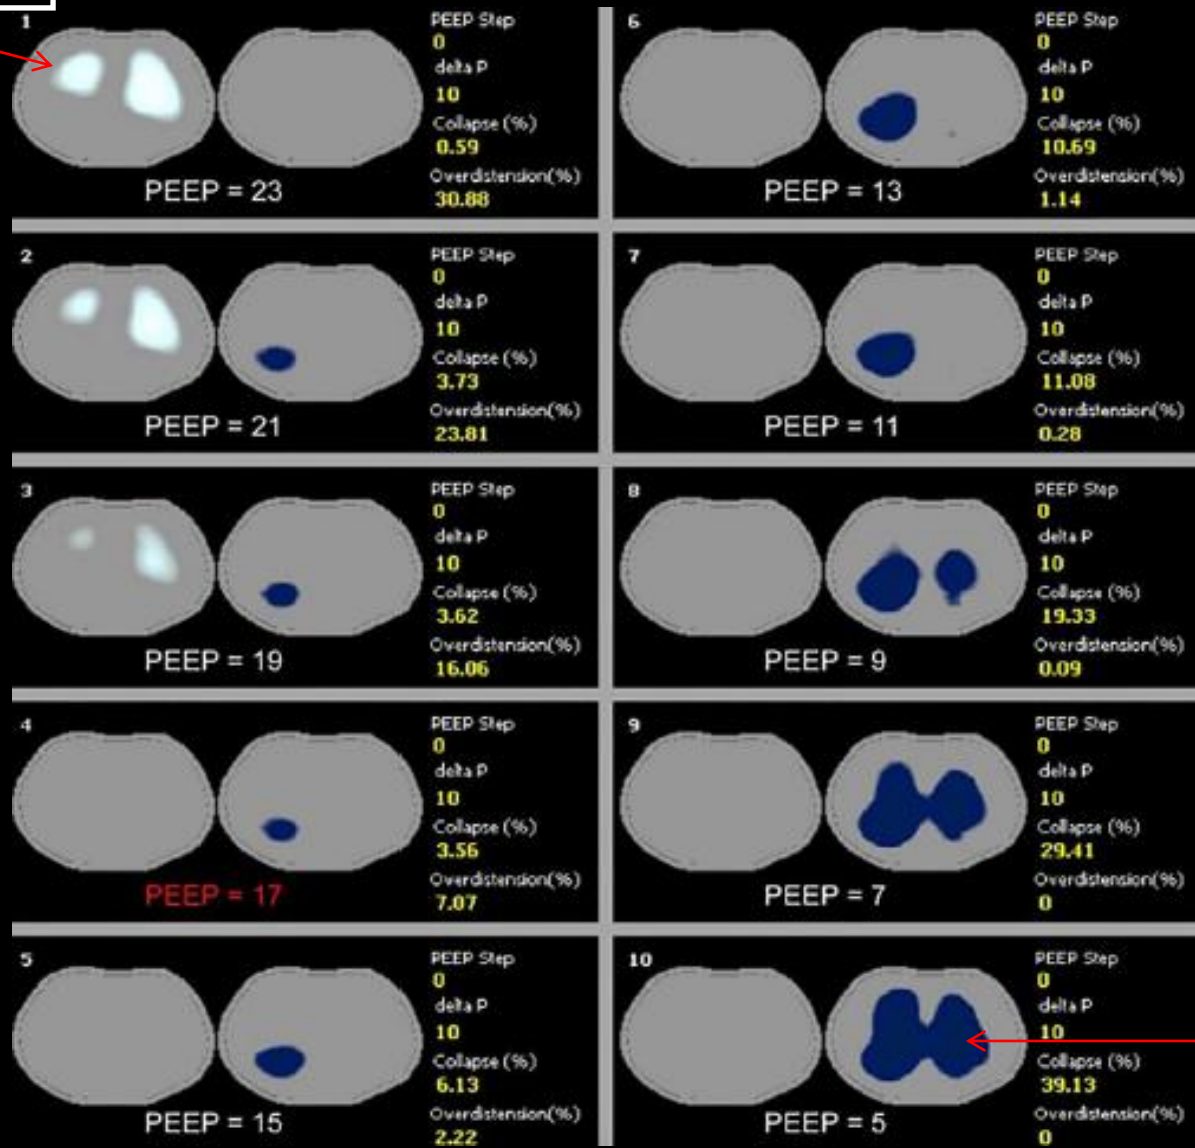 1
PEEP Step
0
delta P
10
Collapse (%)
0.59
Overdistension(%)
30.88
PEEP = 23
2
PEEP Step
0
delta P
10
Collapse (%)
3.73
Overdistension(%)
23.81
PEEP = 21
3
PEEP Step
0
delta P
10
Collapse (%)
3.62
Overdistension(%)
16.06
PEEP = 19
4
PEEP Step
0
delta P
10
Collapse (%)
3.56
Overdistension(%)
7.07
PEEP = 17
5
PEEP Step
0
delta P
10
Collapse (%)
6.13
Overdistension(%)
2.22
PEEP = 15
6
PEEP Step
0
delta P
10
Collapse (%)
10.69
Overdistension(%)
1.14
PEEP = 13
7
PEEP Step
0
delta P
10
Collapse (%)
11.08
Overdistension(%)
0.28
PEEP = 11
8
PEEP Step
0
delta P
10
Collapse (%)
19.33
Overdistension(%)
0.09
PEEP = 9
9
PEEP Step
0
delta P
10
Collapse (%)
29.41
Overdistension(%)
0
PEEP = 7
10
PEEP Step
0
delta P
10
Collapse (%)
39.13
Overdistension(%)
0
PEEP = 5